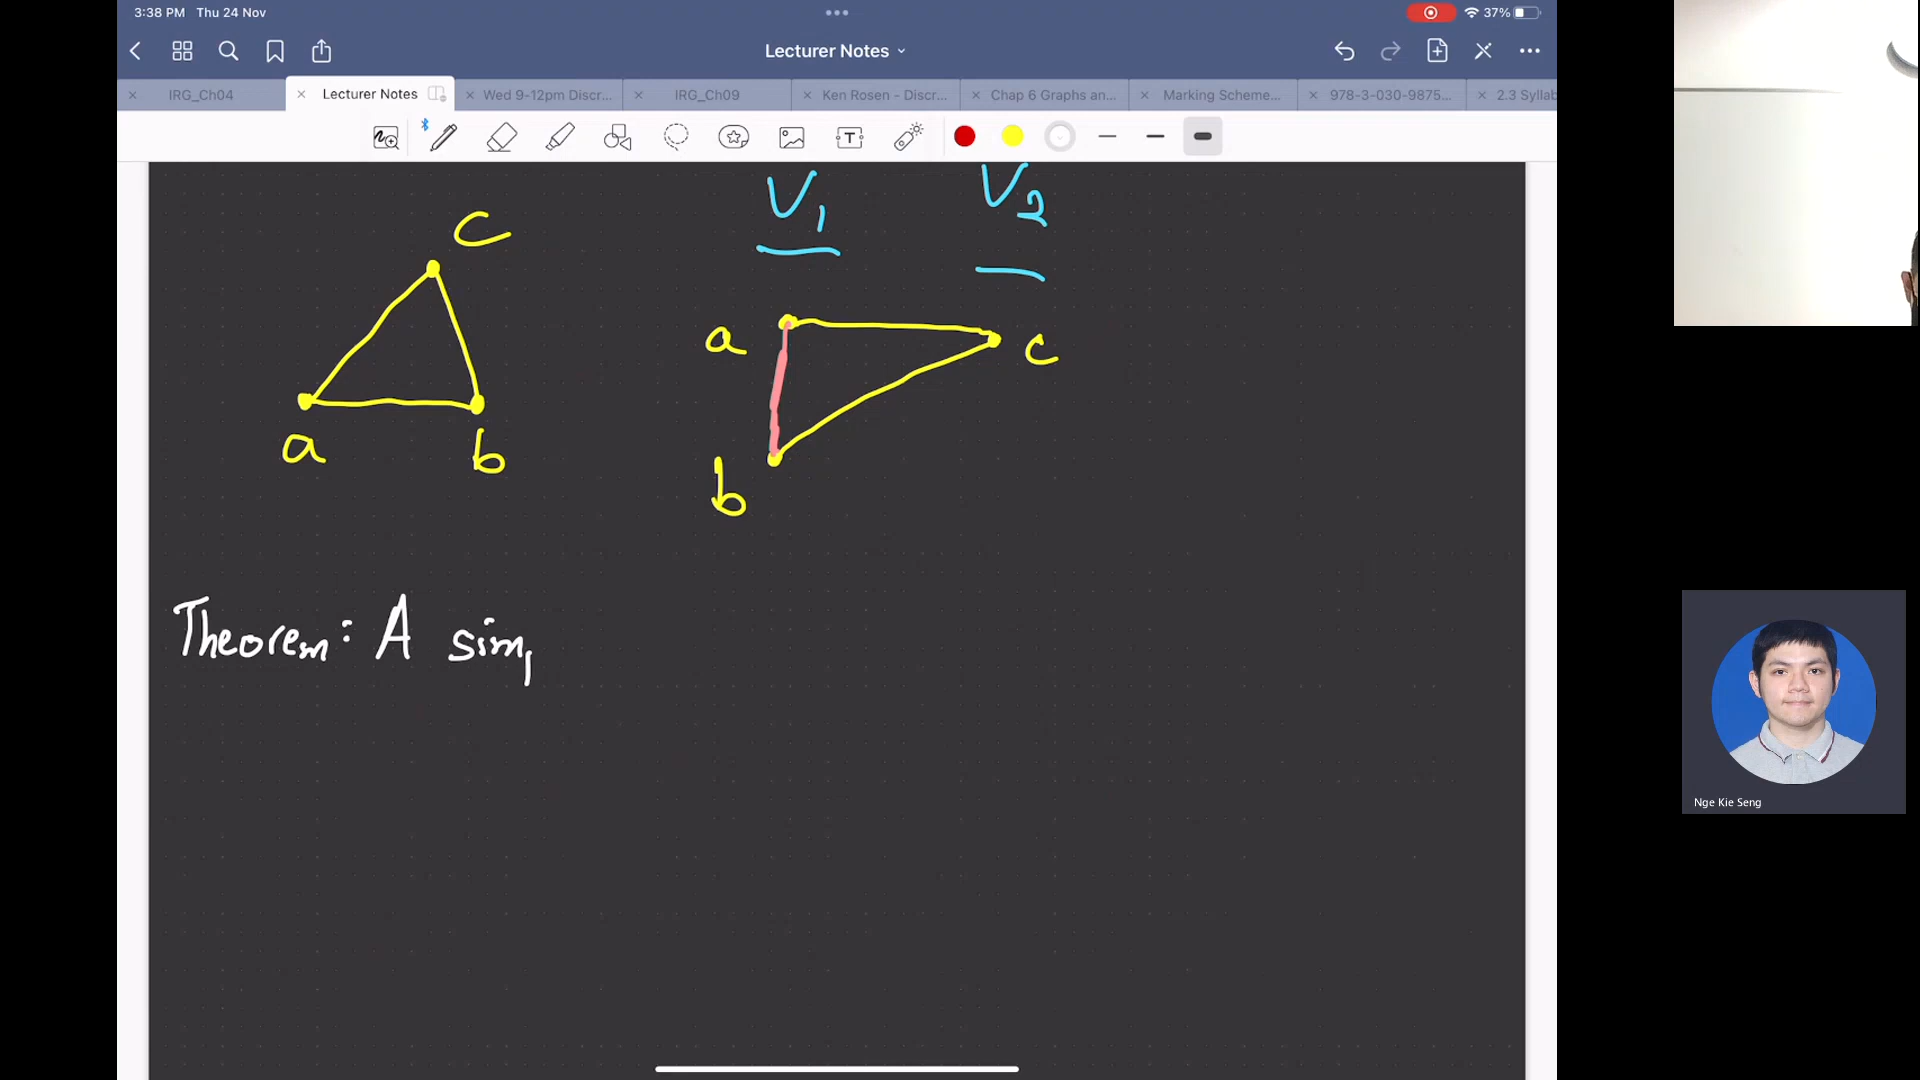 3:38 PM Thu 24 Nov
37%
Lecturer Notes
IRG_Ch04
Lecturer Notes
Wed 9-12pm Discr...
IRG_Ch09
Ken Rosen - Discr...
Chap 6 Graphs an...
Marking Scheme...
978-3-030-9875...
2.3 Syllab
T
V₁ V₂
c
a c
a b
b
Theorem: A sim
Nge Kie Seng